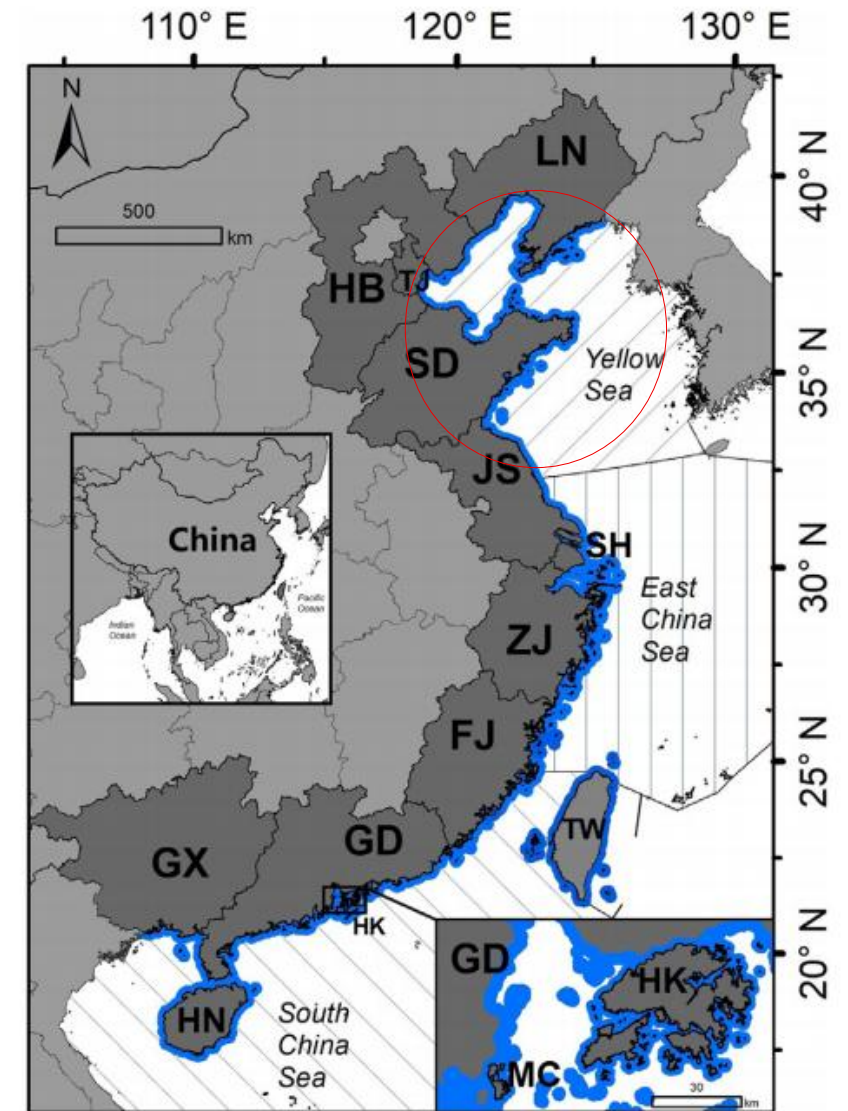 110° E
120° E
130° E
N
500
km
40° N
35° N
30° N
25° N
20° N
LN
HB
TJ
SD
Yellow
Sea
JS
SH
China
Pacific
Ocean
Indian
Ocean
East
China
Sea
ZJ
FJ
TW
GD
GX
HK
HN
South
China
Sea
GD
HK
MC
30
km